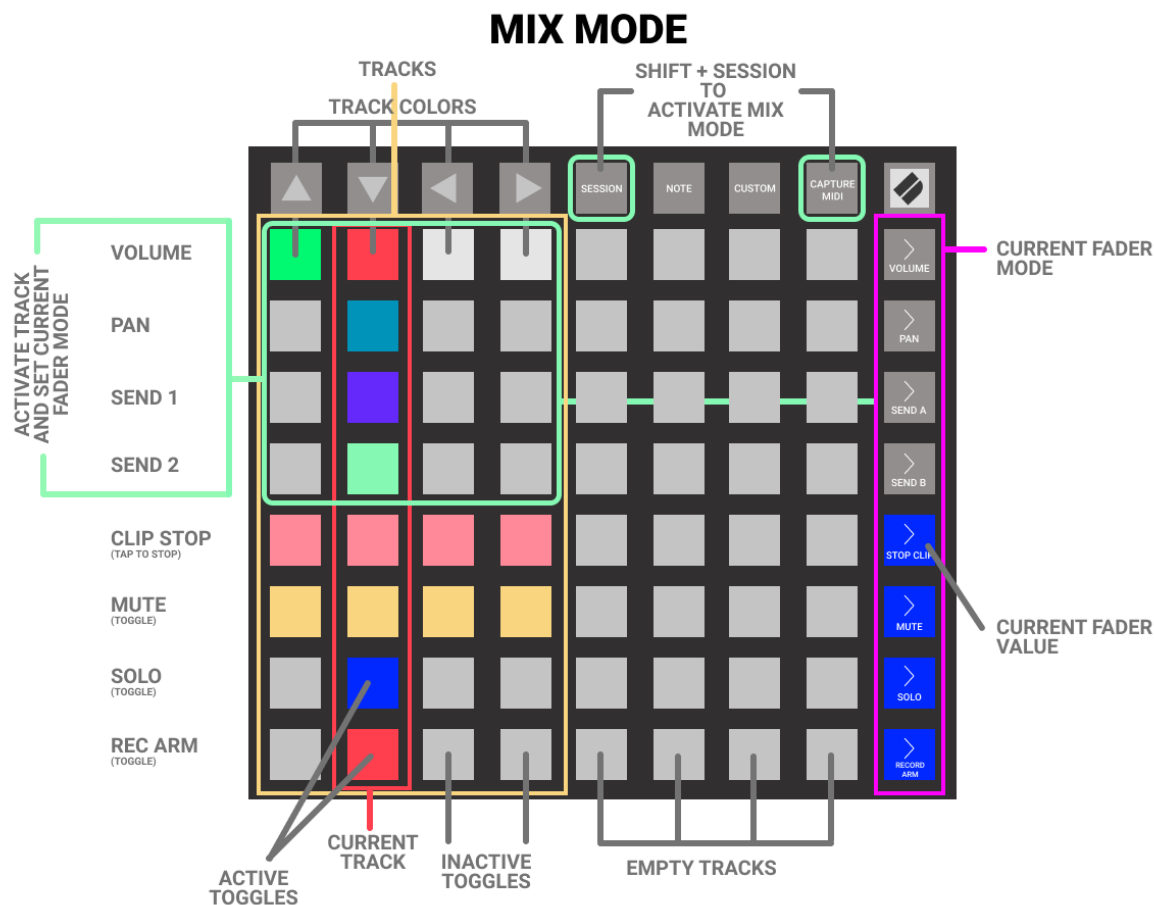 MIX MODE
TRACKS
SHIFT + SESSION
TO
ACTIVATE MIX
MODE
TRACK COLORS
SESSION
NOTE
CUSTOM
CAPTURE
MIDI
ACTIVATE TRACK
AND SET CURRENT
FADER MODE
VOLUME
VOLUME
CURRENT FADER
MODE
PAN
PAN
SEND 1
SEND A
SEND 2
SEND B
CLIP STOP
(TAP TO STOP)
STOP CLIP
MUTE
(TOGGLE)
MUTE
CURRENT FADER
VALUE
SOLO
(TOGGLE)
SOLO
REC ARM
(TOGGLE)
RECORD
ARM
CURRENT
TRACK
INACTIVE
TOGGLES
EMPTY TRACKS
ACTIVE
TOGGLES